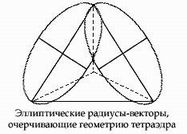 Эллиптические радиусы-векторы,
очерчивающие геометрию тетраэдра